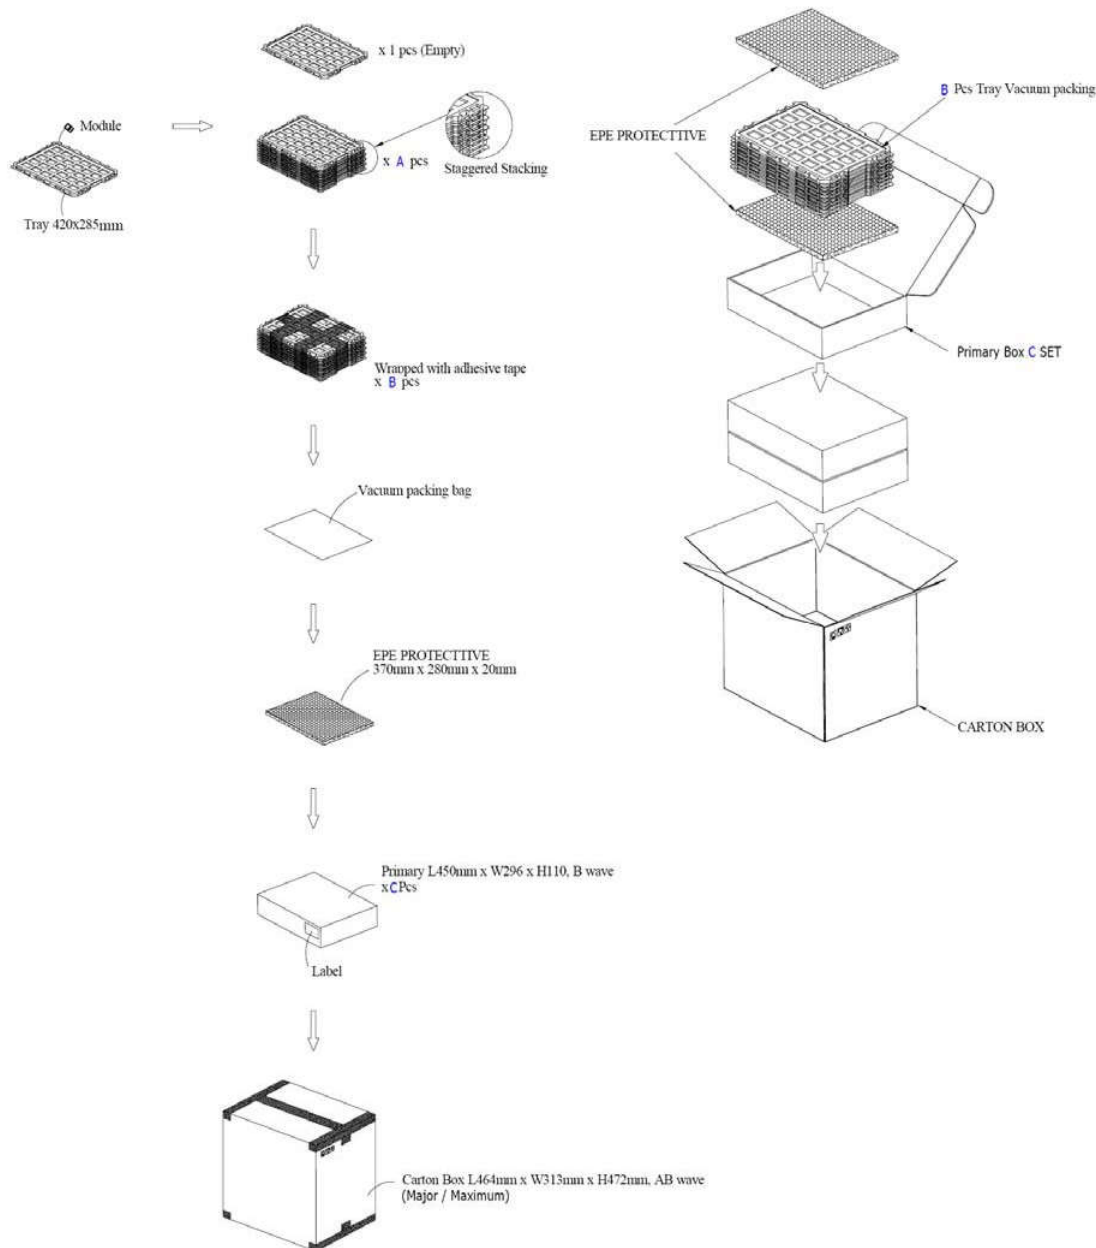 x 1 pcs (Empty)
Module
Tray 420x285mm
x A pcs
Staggered Stacking
Wrapped with adhesive tape
x B pcs
Vacuum packing bag
EPE PROTECTTIVE
370mm x 280mm x 20mm
Primary L450mm x W296 x H110, B wave
xCPcs
Label
Carton Box L464mm x W313mm x H472mm, AB wave
(Major / Maximum)
B Pcs Tray Vacuum packing
EPE PROTECTTIVE
Primary Box C SET
CARTON BOX